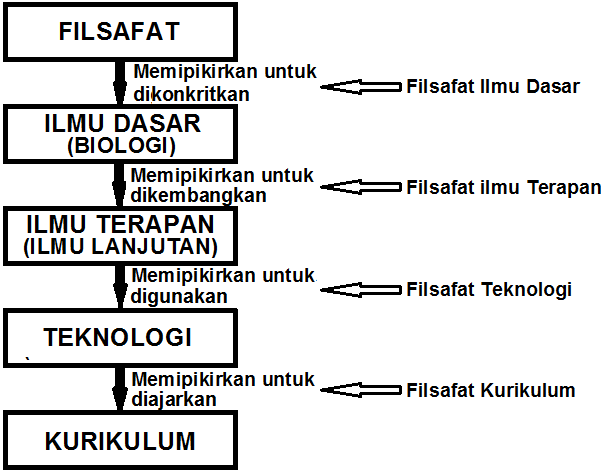 FILSAFAT
Memipikirkan untuk
dikonkritkan
Filsafat Ilmu Dasar
ILMU DASAR
(BIOLOGI)
Memipikirkan untuk
dikembangkan
Filsafat ilmu Terapan
ILMU TERAPAN
(ILMU LANJUTAN)
Memipikirkan untuk
digunakan
Filsafat Teknologi
TEKNOLOGI
Memipikirkan untuk
diajarkan
Filsafat Kurikulum
KURIKULUM